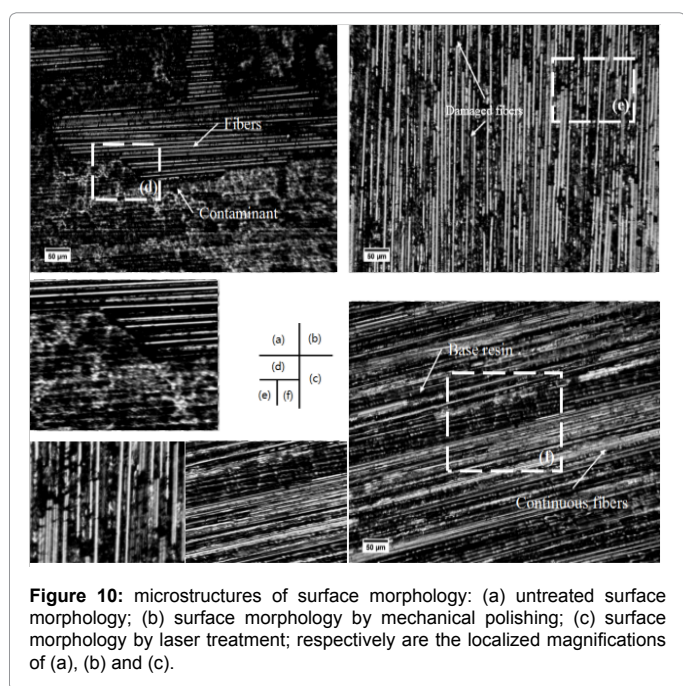 Fibers
(d)
Contaminant
50 μm
Damaged fibers
(e)
50 μm
(a) (b)
(d)
(c)
(e) (f)
Base resin
(f)
Continuous fibers
50 μm
Figure 10: microstructures of surface morphology: (a) untreated surface
morphology; (b) surface morphology by mechanical polishing; (c) surface
morphology by laser treatment; respectively are the localized magnifications
of (a), (b) and (c).